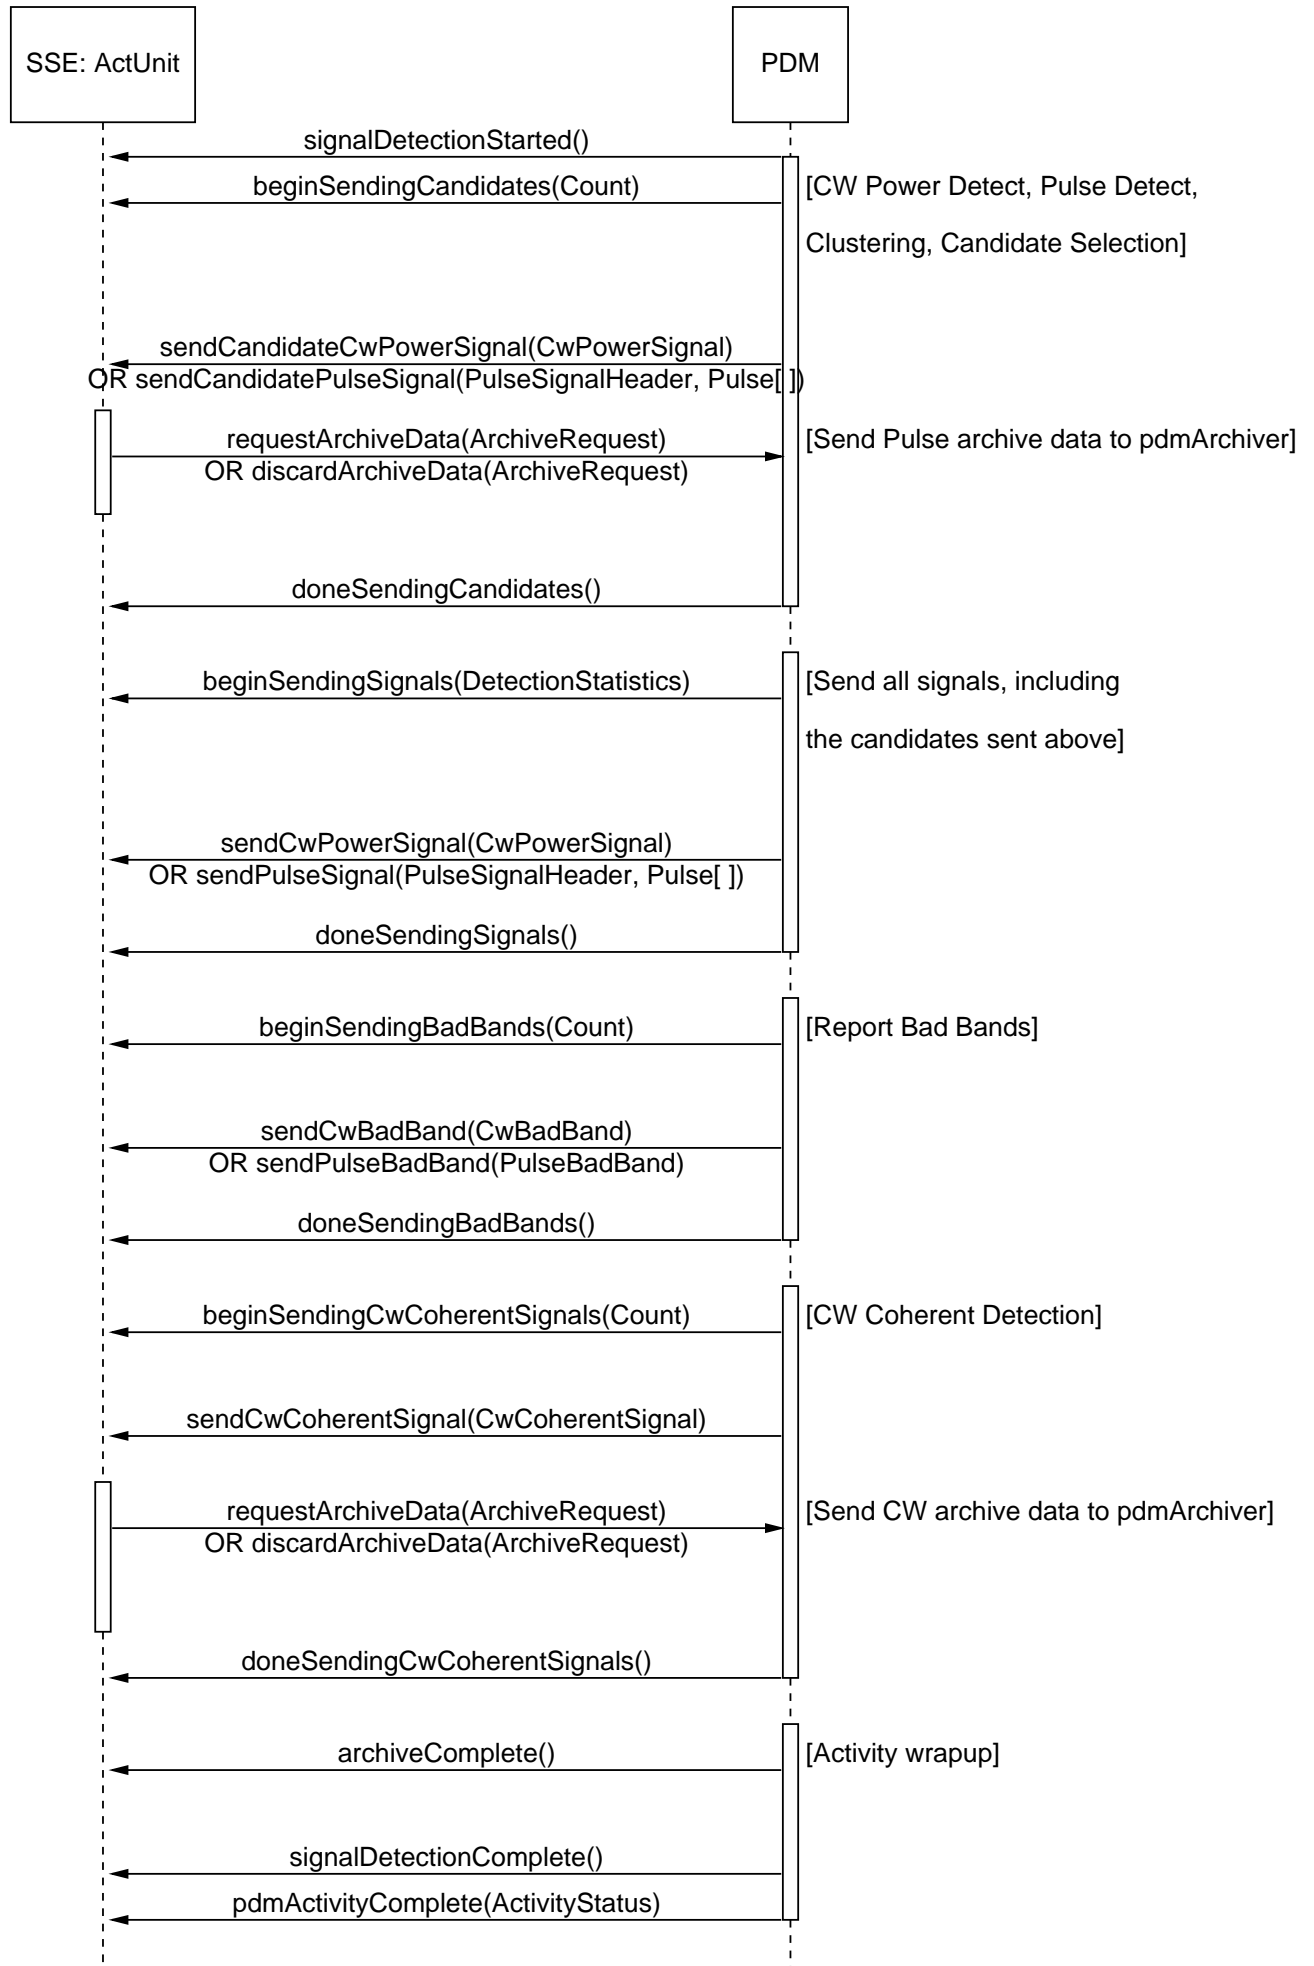 SSE: ActUnit
PDM
signalDetectionStarted()
beginSendingCandidates(Count)
[CW Power Detect, Pulse Detect,
Clustering, Candidate Selection]
sendCandidateCwPowerSignal(CwPowerSignal)
OR sendCandidatePulseSignal(PulseSignalHeader, Pulse[ ])
requestArchiveData(ArchiveRequest)
[Send Pulse archive data to pdmArchiver]
OR discardArchiveData(ArchiveRequest)
doneSendingCandidates()
beginSendingSignals(DetectionStatistics)
[Send all signals, including
the candidates sent above]
sendCwPowerSignal(CwPowerSignal)
OR sendPulseSignal(PulseSignalHeader, Pulse[ ])
doneSendingSignals()
beginSendingBadBands(Count)
[Report Bad Bands]
sendCwBadBand(CwBadBand)
OR sendPulseBadBand(PulseBadBand)
doneSendingBadBands()
beginSendingCwCoherentSignals(Count)
[CW Coherent Detection]
sendCwCoherentSignal(CwCoherentSignal)
requestArchiveData(ArchiveRequest)
[Send CW archive data to pdmArchiver]
OR discardArchiveData(ArchiveRequest)
doneSendingCwCoherentSignals()
archiveComplete()
[Activity wrapup]
signalDetectionComplete()
pdmActivityComplete(ActivityStatus)